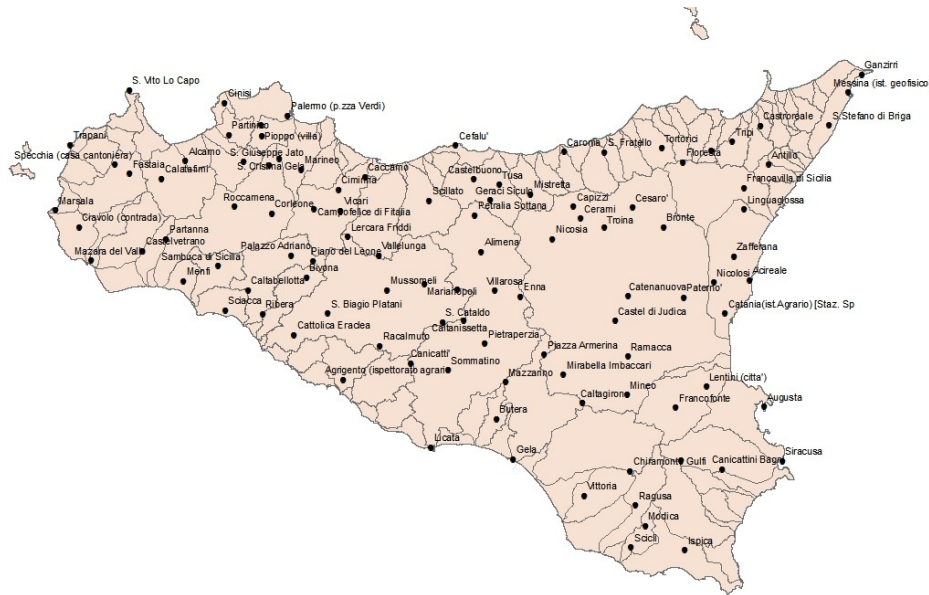 Ganzirri
S. Vito Lo Capo
Messina (ist. geofisico
Cinisi
Palermo (p.zza Verdi)
Castroreale
S.Stefano di Briga
Partinico
Trapani
Pioppo (villa)
Cefalu'
Caronia
S. Fratello
Tortorici
Tripi
Specchia (casa cantoniera)
Alcamo
S. Giuseppe Jato
Marineo
Floresta
Antillo
Fastaia
Calatafimi
S. Cristina Gela
Caccamo
Castelbuono
Tusa
Francavilla di Sicilia
Ciminna
Scillato
Geraci Siculo
Mistretta
Marsala
Roccamena
Corleone
Vicari
Petralia Sottana
Capizzi
Cesaro'
Linguaglossa
Ciavolo (contrada)
Campofelice di Fitalia
Cerami
Troina
Bronte
Partanna
Lercara Friddi
Nicosia
Mazara del Vallo
Castelvetrano
Palazzo Adriano
Piano del Leone
Vallelunga
Alimena
Zafferana
Sambuca di Sicilia
Bivona
Nicolosi
Acireale
Menfi
Caltabellotta
Mussomeli
Marianopoli
Villarosa
Enna
Catenanuova
Paterno'
Sciacca
Ribera
S. Biagio Platani
S. Cataldo
Castel di Judica
Catania(ist.Agrario) [Staz. Sp
Cattolica Eraclea
Racalmuto
Caltanissetta
Pietraperzia
Piazza Armerina
Ramacca
Canicatti'
Sommatino
Mirabella Imbaccari
Agrigento (ispettorato agrario
Mazzarino
Mineo
Lentini (citta')
Caltagirone
Francofonte
Augusta
Butera
Licata
Gela
Chiramonte Gulfi
Canicattini Bagni
Siracusa
Vittoria
Ragusa
Modica
Scicli
Ispica